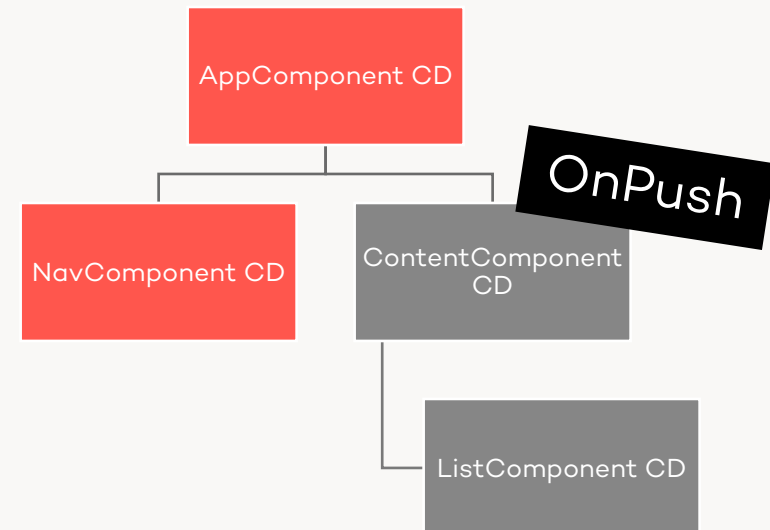 AppComponent CD
OnPush
NavComponent CD
ContentComponent
CD
ListComponent CD